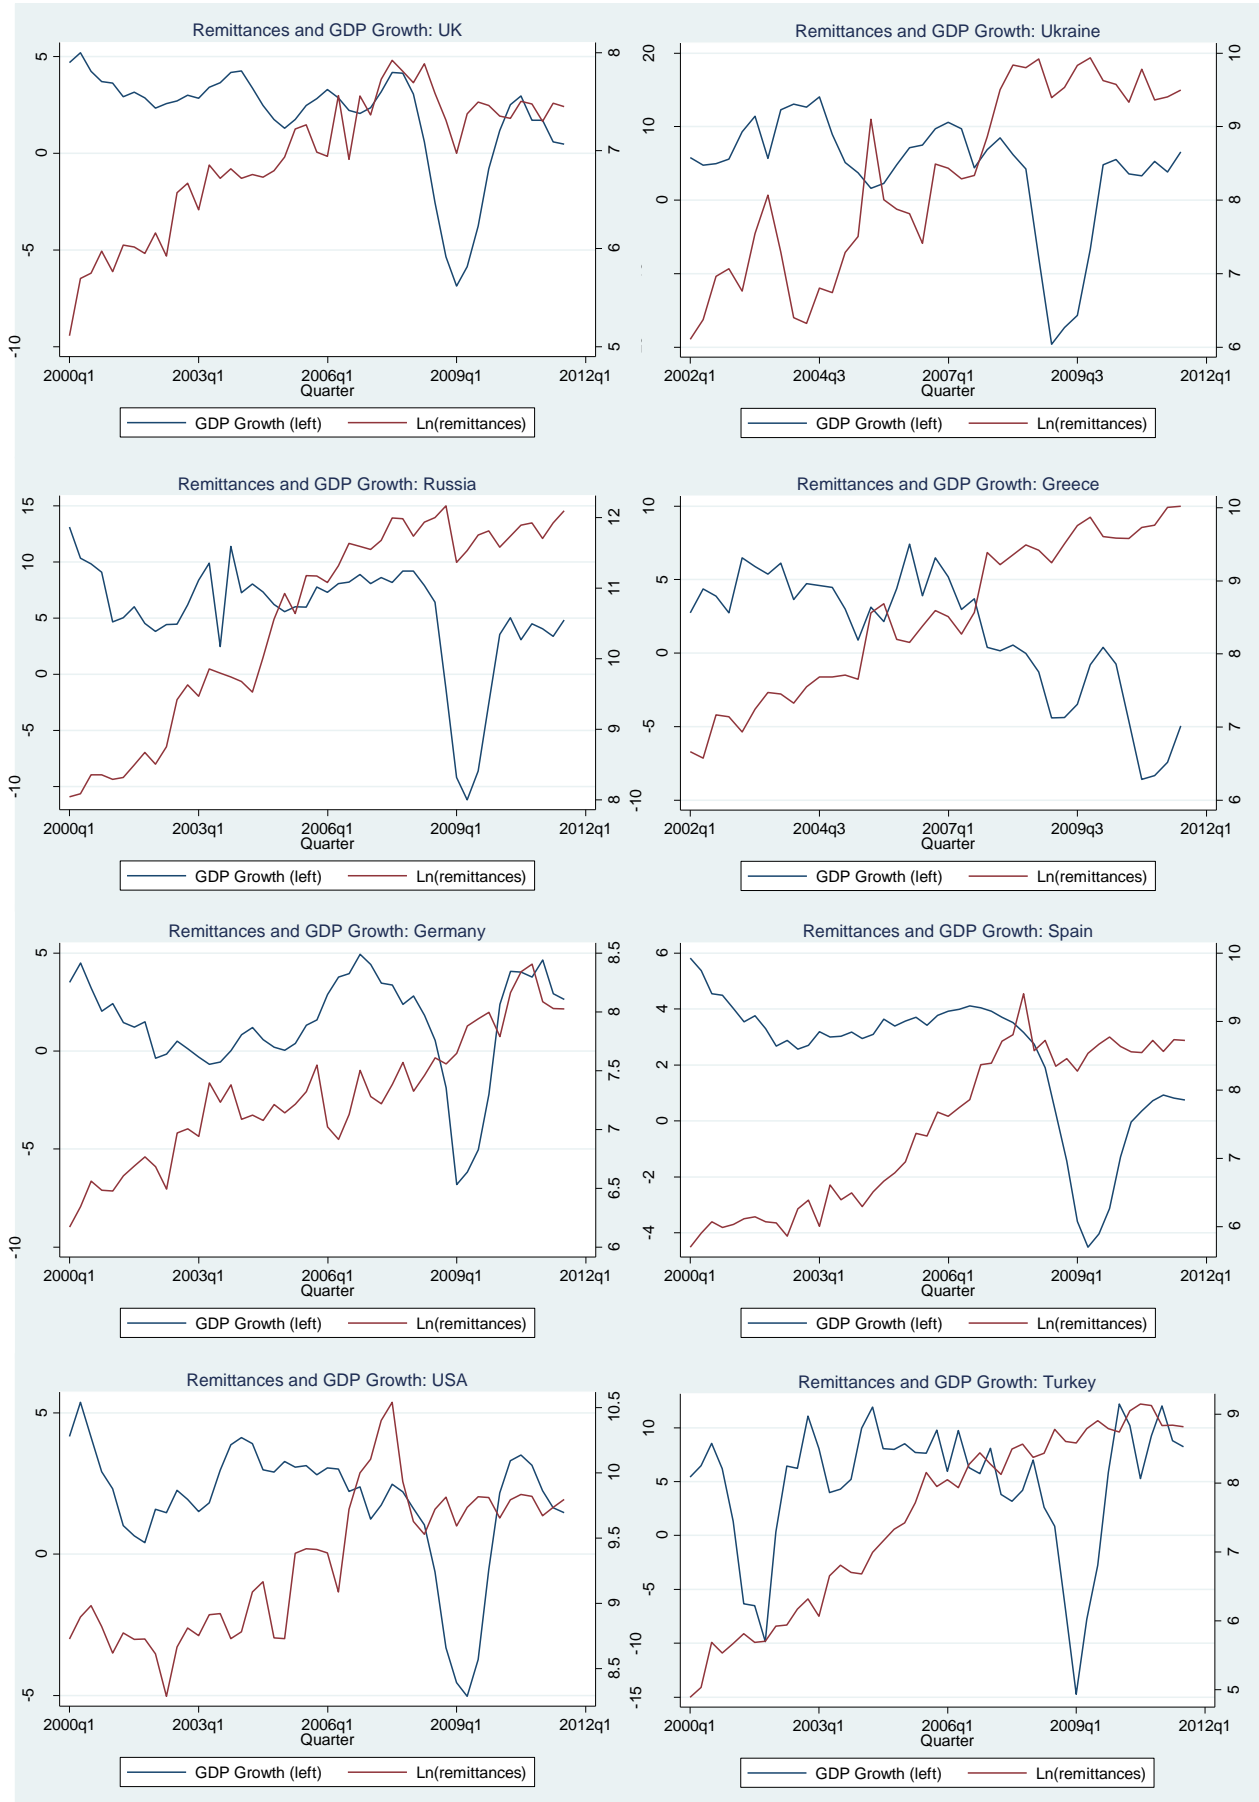 Remittances and GDP Growth: UK
5
0
-5
-10
8
7
6
5
2000q1 2003q1 2006q1 2009q1 2012q1
Quarter
GDP Growth (left) Ln(remittances)
Remittances and GDP Growth: Ukraine
20
10
0
10
9
8
7
6
2002q1 2004q3 2007q1 2009q3 2012q1
Quarter
GDP Growth (left) Ln(remittances)
Remittances and GDP Growth: Russia
15
10
5
0
-5
-10
12
11
10
9
8
2000q1 2003q1 2006q1 2009q1 2012q1
Quarter
GDP Growth (left) Ln(remittances)
Remittances and GDP Growth: Greece
10
5
0
-5
-10
10
9
8
7
6
2002q1 2004q3 2007q1 2009q3 2012q1
Quarter
GDP Growth (left) Ln(remittances)
Remittances and GDP Growth: Germany
5
0
-5
-10
8.5
8
7.5
7
6.5
6
2000q1 2003q1 2006q1 2009q1 2012q1
Quarter
GDP Growth (left) Ln(remittances)
Remittances and GDP Growth: Spain
6
4
2
0
-2
-4
10
9
8
7
6
2000q1 2003q1 2006q1 2009q1 2012q1
Quarter
GDP Growth (left) Ln(remittances)
Remittances and GDP Growth: USA
5
0
-5
10.5
10
9.5
9
8.5
2000q1 2003q1 2006q1 2009q1 2012q1
Quarter
GDP Growth (left) Ln(remittances)
Remittances and GDP Growth: Turkey
10
5
0
-5
-10
-15
9
8
7
6
5
2000q1 2003q1 2006q1 2009q1 2012q1
Quarter
GDP Growth (left) Ln(remittances)